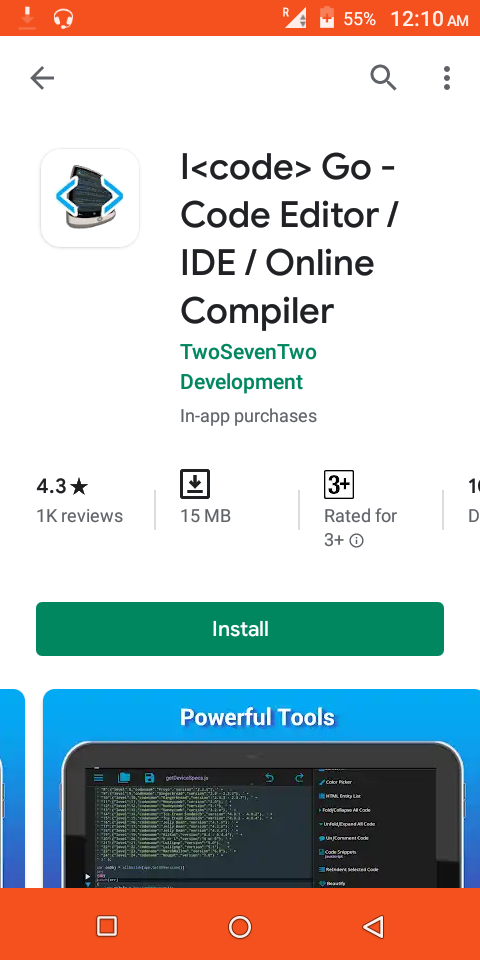 R 55% 12:10 AM
I<code> Go -
Code Editor /
IDE / Online
Compiler
TwoSevenTwo
Development
In-app purchases
4.3★
1K reviews
15 MB
3+
Rated for
3+
Install
Powerful Tools
getDeviceSpecs.js
Color Picker
HTML Entity List
Fold/Collapse All Code
Unfold/Expand All Code
Un/Comment Code
Code Snippets
JavaScript
ReIndent Selected Code
Beautify